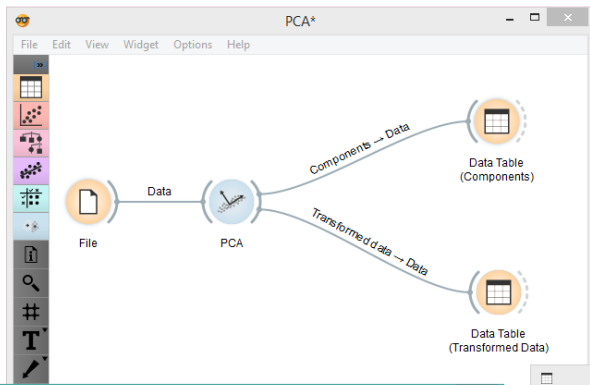 PCA*
File Edit View Widget Options Help
Components → Data
Data Table
(Components)
Data
File
PCA
Transformed data → Data
Data Table
(Transformed Data)
T